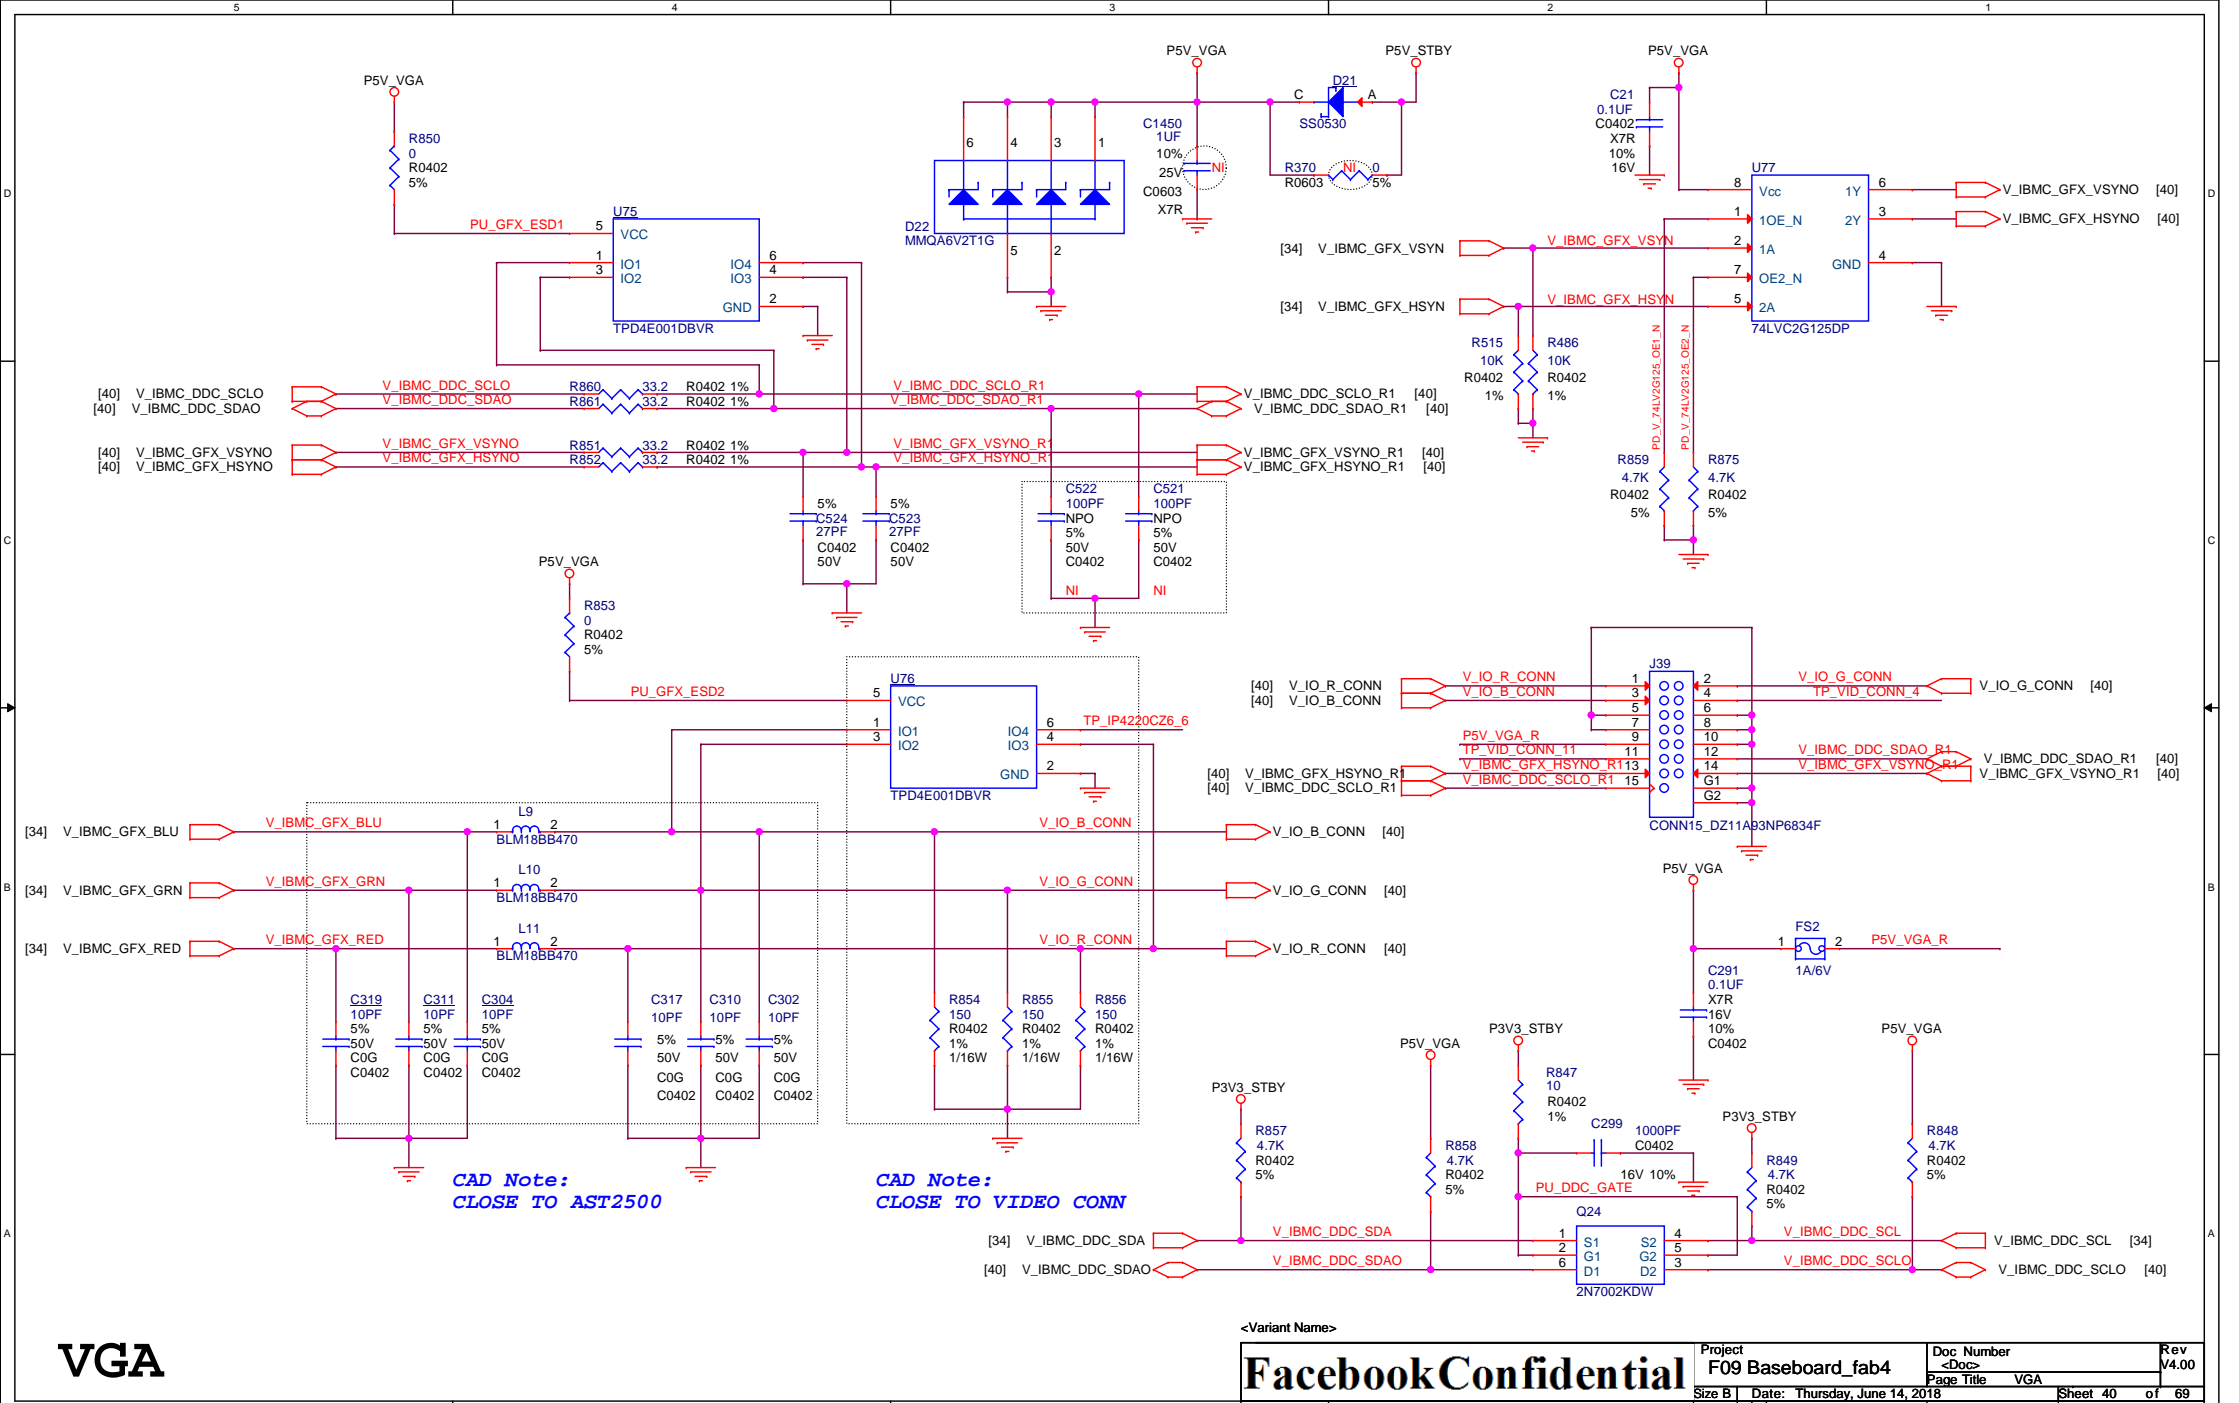 5 4 3 2 1
D C B A
P5V_VGA
R850
0
R0402
5%
PU_GFX_ESD1
U75
5 VCC
1 IO1
3 IO2
IO4 6
IO3 4
GND 2
TPD4E001DBVR
P5V_VGA
P5V_STBY
D21
C A
SS0530
R370 NI 0
R0603 5%
C1450
1UF
10%
25V
C0603
X7R
NI
6 4 3 1
D22
MMQA6V2T1G
5 2
P5V_VGA
C21
0.1UF
C0402
X7R
10%
16V
U77
8 Vcc
1 1OE_N
2 1A
7 OE2_N
5 2A
1Y 6
2Y 3
GND 4
74LVC2G125DP
V_IBMC_GFX_VSYNO [40]
V_IBMC_GFX_HSYNO [40]
[34] V_IBMC_GFX_VSYN V_IBMC_GFX_VSYN
[34] V_IBMC_GFX_HSYN V_IBMC_GFX_HSYN
R515
10K
R0402
1%
R486
10K
R0402
1%
PD_V_74LV2G125_OE1_N
PD_V_74LV2G125_OE2_N
R859
4.7K
R0402
5%
R875
4.7K
R0402
5%
[40] V_IBMC_DDC_SCLO V_IBMC_DDC_SCLO R860 33.2 R0402 1% V_IBMC_DDC_SCLO_R1 V_IBMC_DDC_SCLO_R1 [40]
[40] V_IBMC_DDC_SDAO V_IBMC_DDC_SDAO R861 33.2 R0402 1% V_IBMC_DDC_SDAO_R1 V_IBMC_DDC_SDAO_R1 [40]
[40] V_IBMC_GFX_VSYNO V_IBMC_GFX_VSYNO R851 33.2 R0402 1% V_IBMC_GFX_VSYNO_R1 V_IBMC_GFX_VSYNO_R1 [40]
[40] V_IBMC_GFX_HSYNO V_IBMC_GFX_HSYNO R852 33.2 R0402 1% V_IBMC_GFX_HSYNO_R1 V_IBMC_GFX_HSYNO_R1 [40]
5%
C524
27PF
C0402
50V
5%
C523
27PF
C0402
50V
C522
100PF
NPO
5%
50V
C0402
NI
C521
100PF
NPO
5%
50V
C0402
NI
P5V_VGA
R853
0
R0402
5%
PU_GFX_ESD2
U76
5 VCC
1 IO1
3 IO2
IO4 6
IO3 4
GND 2
TPD4E001DBVR
TP_IP4220CZ6_6
[34] V_IBMC_GFX_BLU V_IBMC_GFX_BLU 1 L9 2 V_IO_B_CONN V_IO_B_CONN [40]
BLM18BB470
[34] V_IBMC_GFX_GRN V_IBMC_GFX_GRN 1 L10 2 V_IO_G_CONN V_IO_G_CONN [40]
BLM18BB470
[34] V_IBMC_GFX_RED V_IBMC_GFX_RED 1 L11 2 V_IO_R_CONN V_IO_R_CONN [40]
BLM18BB470
C319
10PF
5%
50V
C0G
C0402
C311
10PF
5%
50V
C0G
C0402
C304
10PF
5%
50V
C0G
C0402
C317
10PF
5%
50V
C0G
C0402
C310
10PF
5%
50V
C0G
C0402
C302
10PF
5%
50V
C0G
C0402
R854
150
R0402
1%
1/16W
R855
150
R0402
1%
1/16W
R856
150
R0402
1%
1/16W
CAD Note:
CLOSE TO AST2500
CAD Note:
CLOSE TO VIDEO CONN
J39
[40] V_IO_R_CONN V_IO_R_CONN 1
[40] V_IO_B_CONN V_IO_B_CONN 3
5
7
P5V_VGA_R 9
TP_VID_CONN_11 11
[40] V_IBMC_GFX_HSYNO_R1 V_IBMC_GFX_HSYNO_R1 13
[40] V_IBMC_DDC_SCLO_R1 V_IBMC_DDC_SCLO_R1 15
2 V_IO_G_CONN V_IO_G_CONN [40]
4 TP_VID_CONN_4
6
8
10
12 V_IBMC_DDC_SDAO_R1 V_IBMC_DDC_SDAO_R1 [40]
14 V_IBMC_GFX_VSYNO_R1 V_IBMC_GFX_VSYNO_R1 [40]
G1
G2
CONN15_DZ11A93NP6834F
P5V_VGA
FS2
1 2 P5V_VGA_R
1A/6V
C291
0.1UF
X7R
16V
10%
C0402
P3V3_STBY
R857
4.7K
R0402
5%
P5V_VGA
R858
4.7K
R0402
5%
P3V3_STBY
R847
10
R0402
1%
C299
1000PF
C0402
16V 10%
PU_DDC_GATE
P3V3_STBY
R849
4.7K
R0402
5%
P5V_VGA
R848
4.7K
R0402
5%
Q24
1 S1 S2 4
2 G1 G2 5
6 D1 D2 3
2N7002KDW
[34] V_IBMC_DDC_SDA V_IBMC_DDC_SDA
[40] V_IBMC_DDC_SDAO V_IBMC_DDC_SDAO
V_IBMC_DDC_SCL V_IBMC_DDC_SCL [34]
V_IBMC_DDC_SCLO V_IBMC_DDC_SCLO [40]
VGA
<Variant Name>
FacebookConfidential
Project
F09 Baseboard_fab4
Doc Number
<Doc>
Rev
V4.00
Page Title VGA
Size B Date: Thursday, June 14, 2018 Sheet 40 of 69